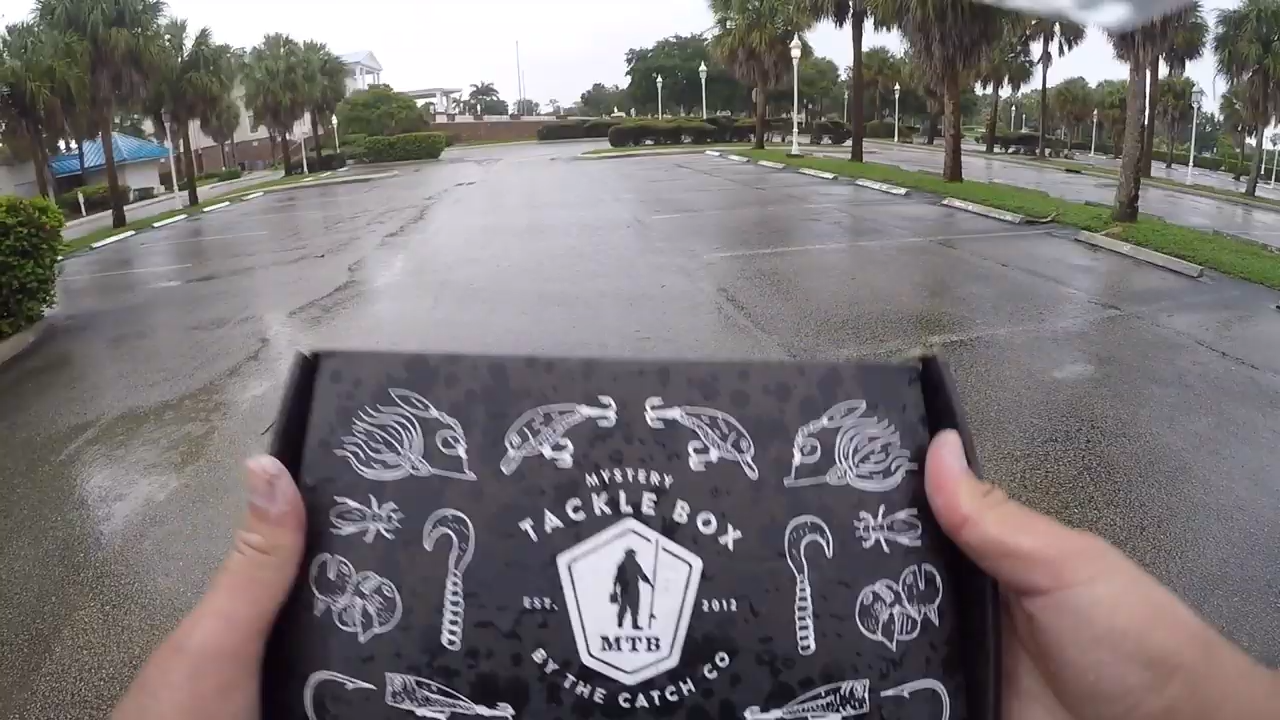 MYSTERY
TACKLE BOX
EST. 2012
MTB
BY THE CATCH CO